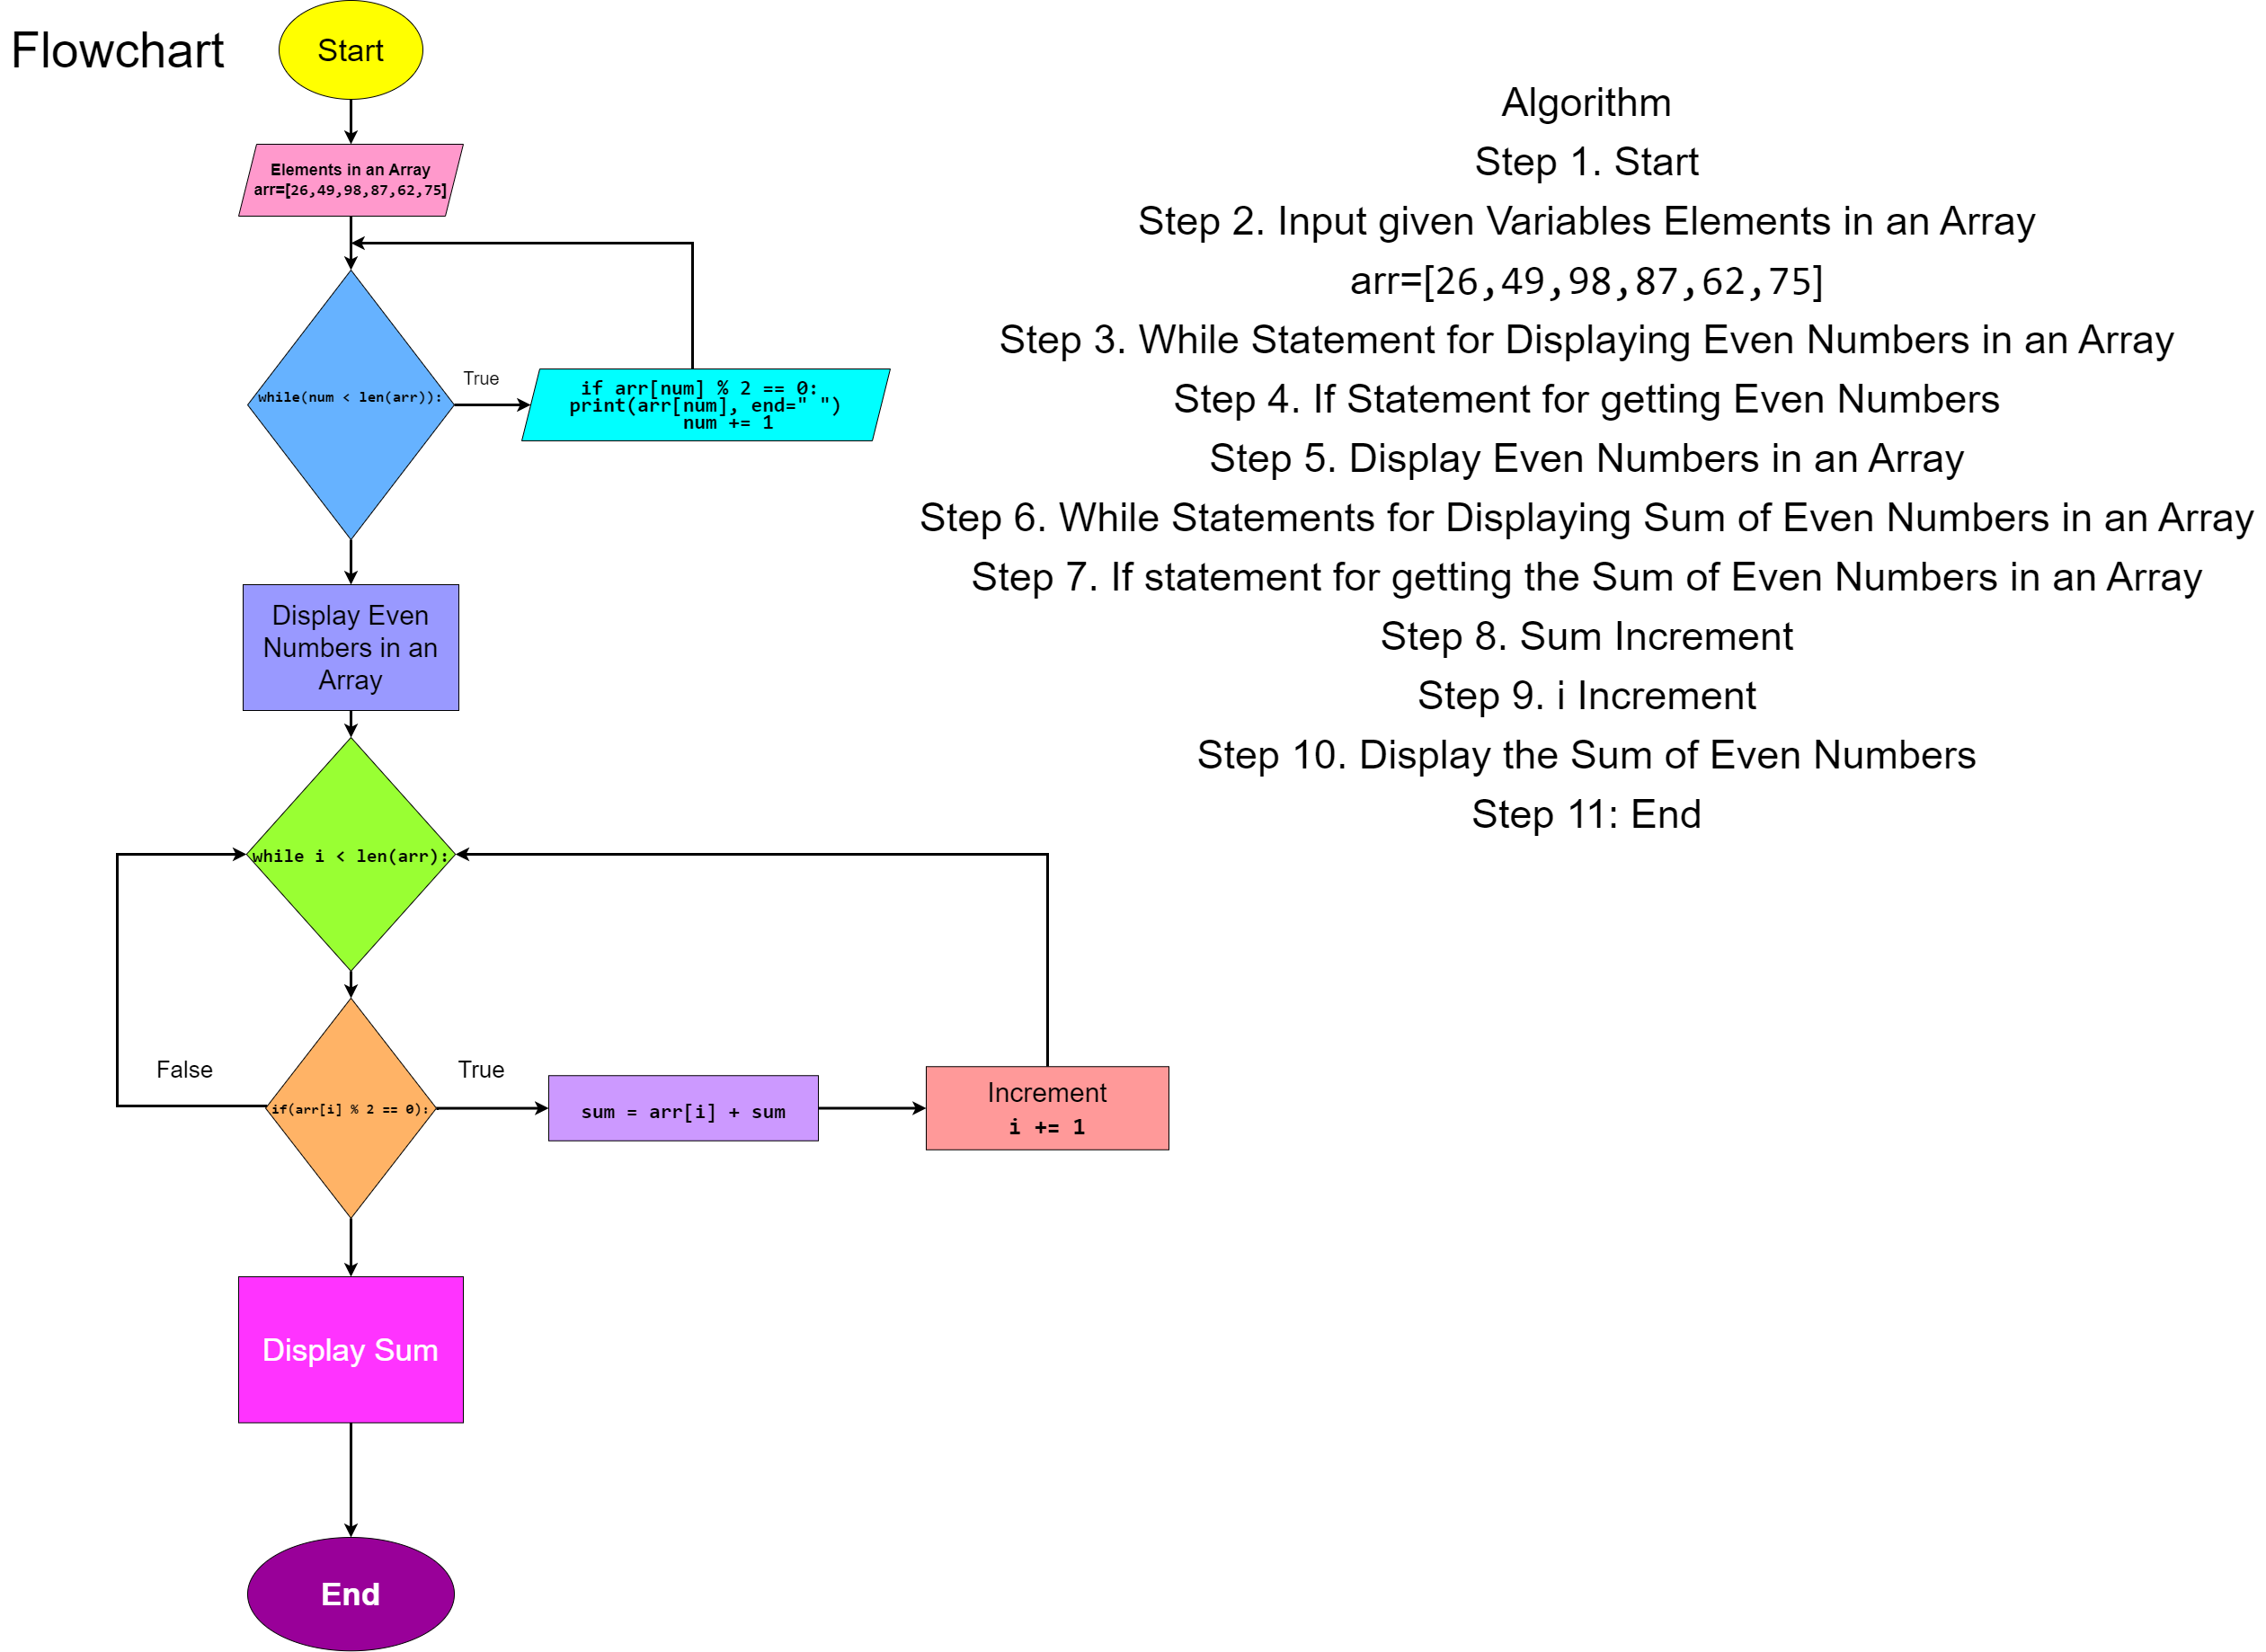 Flowchart
Start
Elements in an Array
arr=[26,49,98,87,62,75]
while(num < len(arr)):
True
if arr[num] % 2 == 0:
print(arr[num], end=" ")
num += 1
Display Even
Numbers in an
Array
while i < len(arr):
False
True
if(arr[i] % 2 == 0):
sum = arr[i] + sum
Increment
i += 1
Display Sum
End
Algorithm
Step 1. Start
Step 2. Input given Variables Elements in an Array
arr=[26,49,98,87,62,75]
Step 3. While Statement for Displaying Even Numbers in an Array
Step 4. If Statement for getting Even Numbers
Step 5. Display Even Numbers in an Array
Step 6. While Statements for Displaying Sum of Even Numbers in an Array
Step 7. If statement for getting the Sum of Even Numbers in an Array
Step 8. Sum Increment
Step 9. i Increment
Step 10. Display the Sum of Even Numbers
Step 11: End